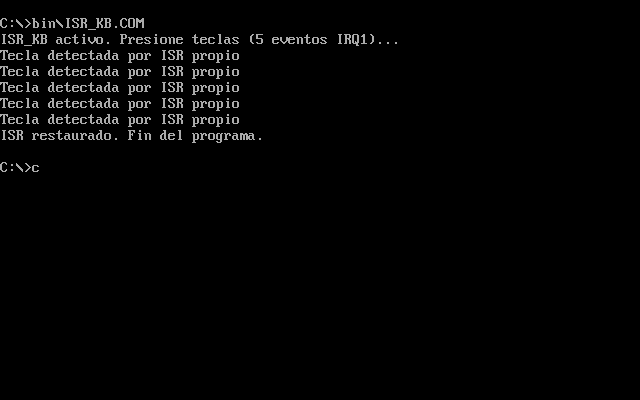 C:\>bin\ISR_KB.COM
ISR_KB activo. Presione teclas (5 eventos IRQ1)...
Tecla detectada por ISR propio
Tecla detectada por ISR propio
Tecla detectada por ISR propio
Tecla detectada por ISR propio
Tecla detectada por ISR propio
ISR restaurado. Fin del programa.
C:\>c